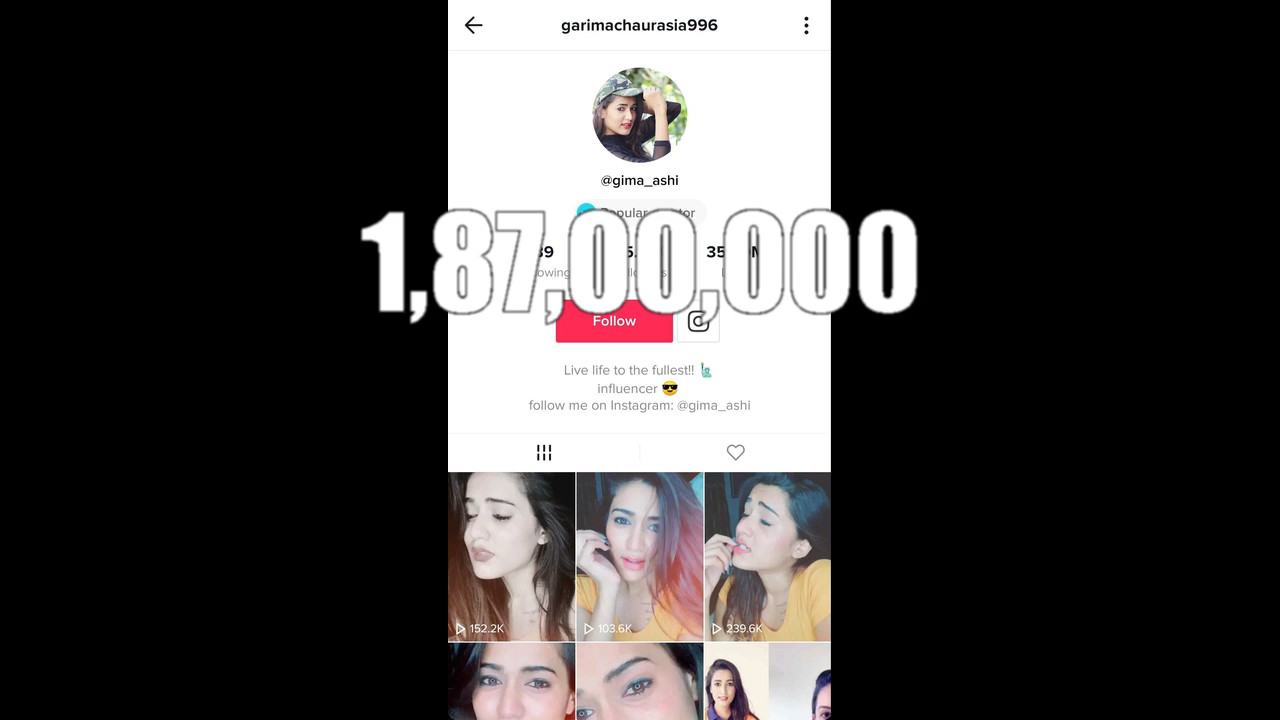 garimachaurasia996
@gima_ashi
1,87,00,000
Follow
Live life to the fullest!! 🗽
influencer 😎
follow me on Instagram: @gima_ashi
152.2K
103.6K
239.6K